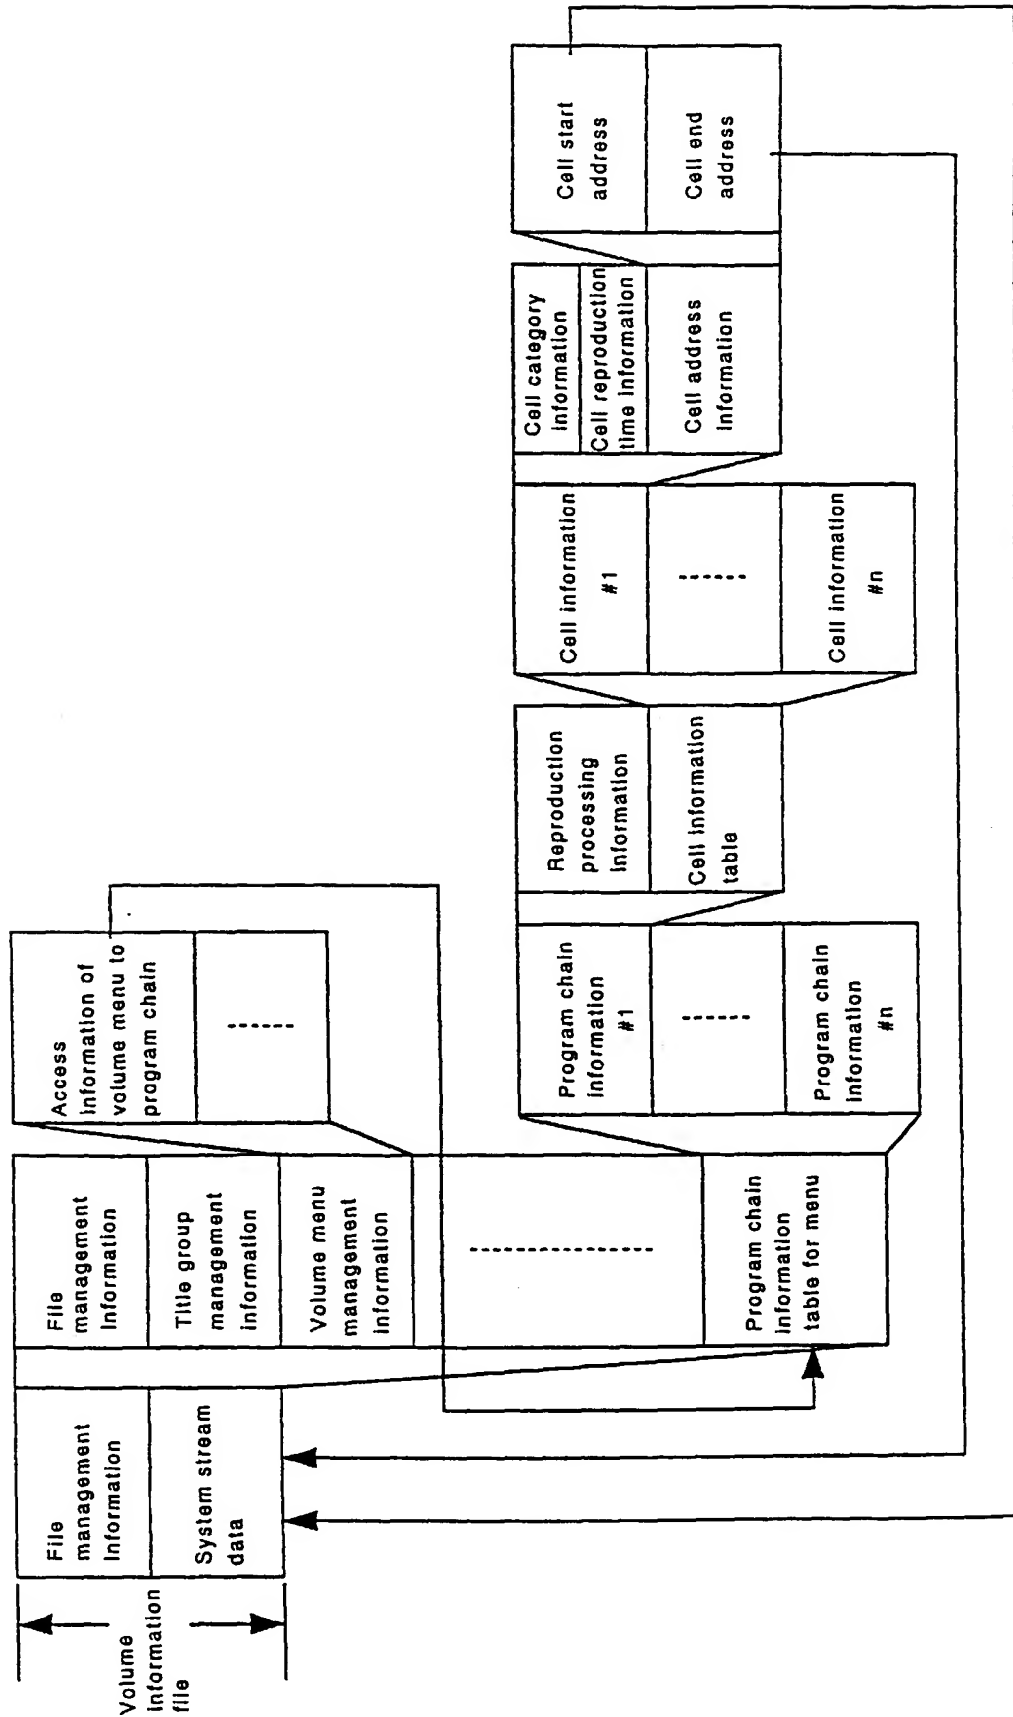 Volume
information
file
File
management
Information
System stream
data
File
management
Information
Title group
management
information
Volume menu
management
Information
Program chain
information
table for menu
Access
Information of
volume menu to
program chain
Program chain
information
#1
Program chain
information
#n
Reproduction
processing
Information
Cell Information
table
Cell information
#1
Cell information
#n
Cell category
information
Cell reproduction
time information
Cell address
information
Cell start
address
Cell end
address